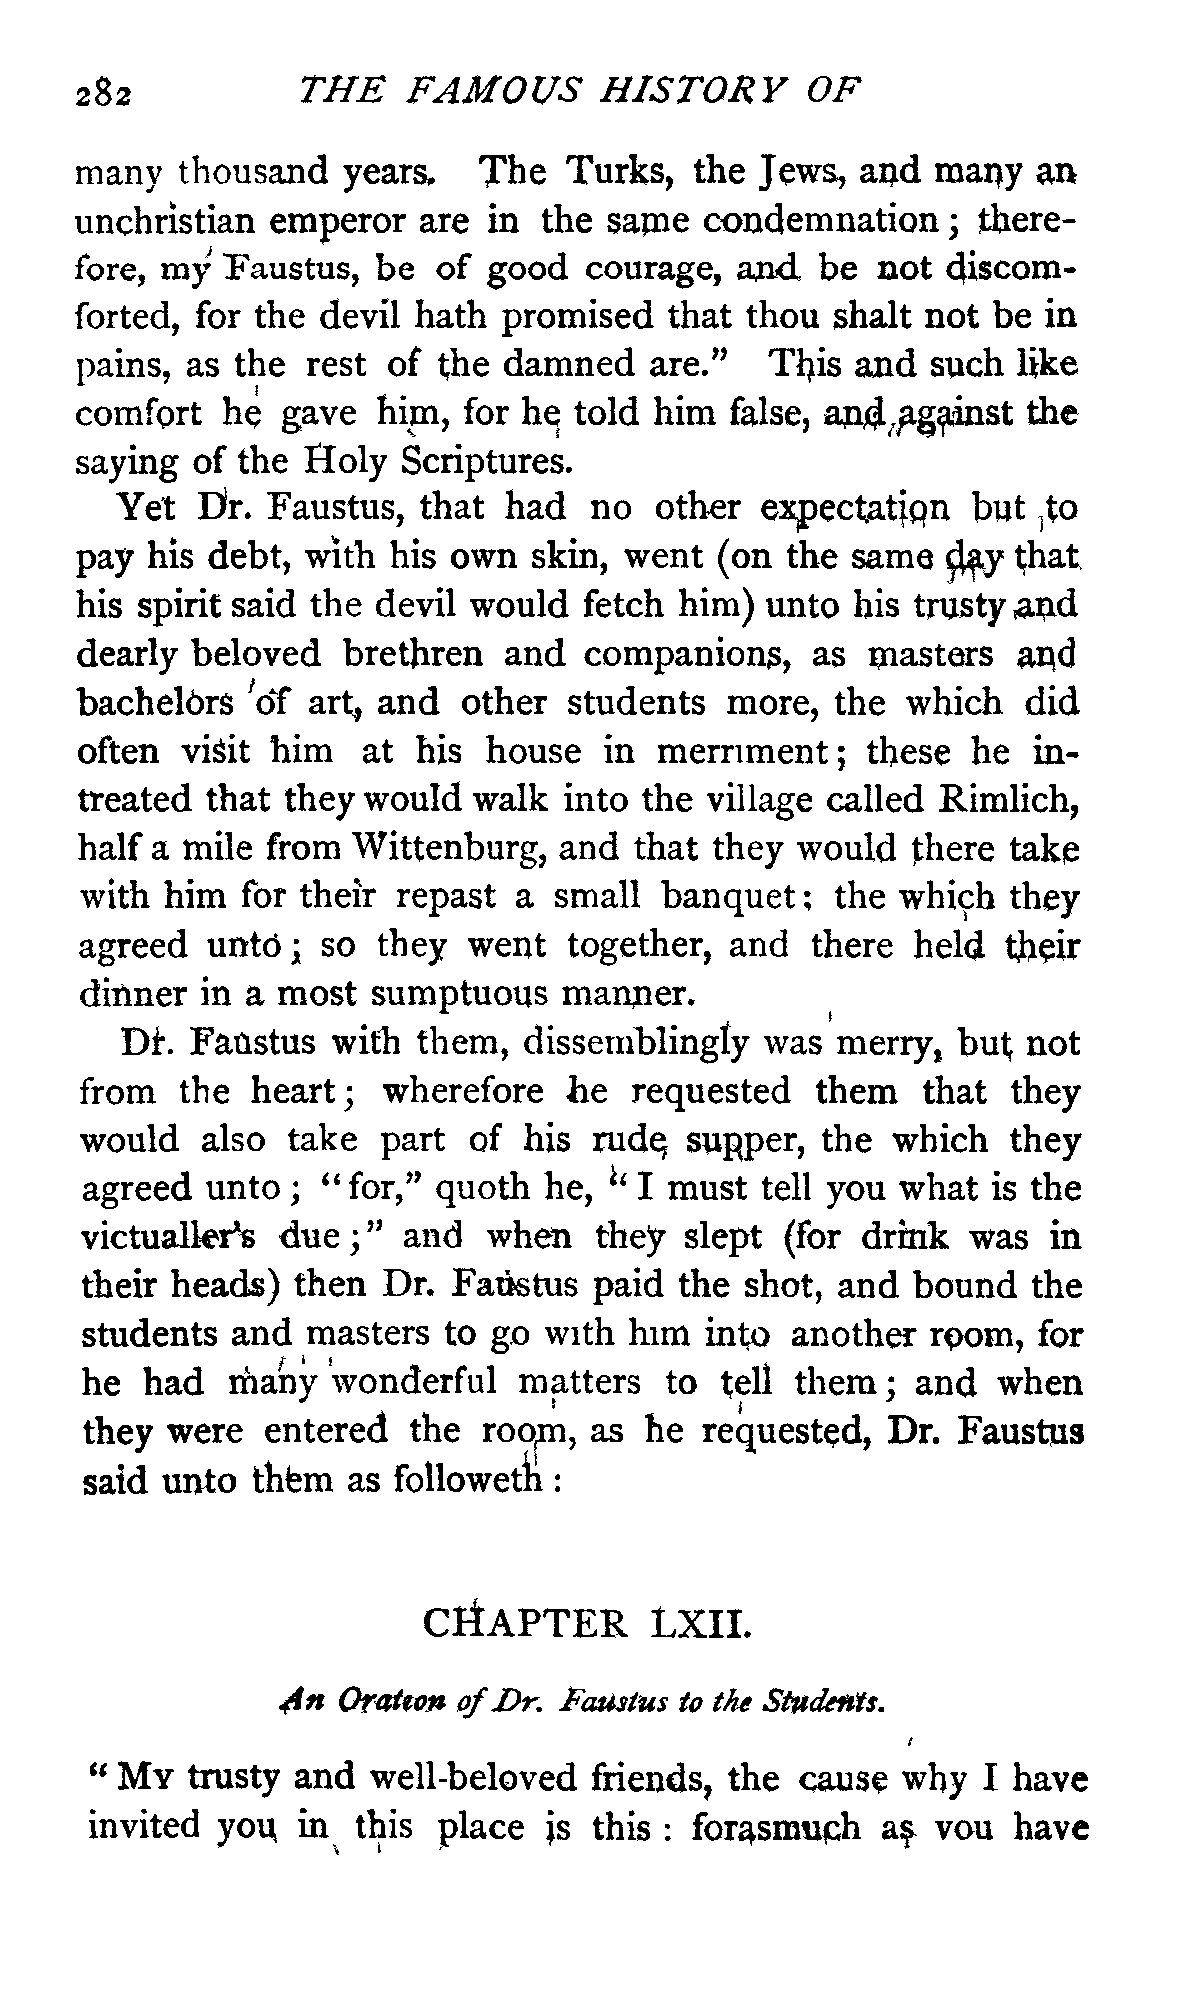 282 THE FAMOUS HISTORY OF
many thousand years. The Turks, the Jews, and many an
unchristian emperor are in the same condemnation; there-
fore, my Faustus, be of good courage, and be not discom-
forted, for the devil hath promised that thou shalt not be in
pains, as the rest of the damned are." This and such like
comfort he gave him, for he told him false, and against the
saying of the Holy Scriptures.
Yet Dr. Faustus, that had no other expectation but to
pay his debt, with his own skin, went (on the same day that
his spirit said the devil would fetch him) unto his trusty and
dearly beloved brethren and companions, as masters and
bachelors of art, and other students more, the which did
often visit him at his house in merriment; these he in-
treated that they would walk into the village called Rimlich,
half a mile from Wittenburg, and that they would there take
with him for their repast a small banquet; the which they
agreed unto; so they went together, and there held their
dinner in a most sumptuous manner.
Dr. Faustus with them, dissemblingly was merry, but not
from the heart; wherefore he requested them that they
would also take part of his rude supper, the which they
agreed unto; "for," quoth he, "I must tell you what is the
victualler's due;" and when they slept (for drink was in
their heads) then Dr. Faustus paid the shot, and bound the
students and masters to go with him into another room, for
he had many wonderful matters to tell them; and when
they were entered the room, as he requested, Dr. Faustus
said unto them as followeth:
CHAPTER LXII.
An Oration of Dr. Faustus to the Students.
"MY trusty and well-beloved friends, the cause why I have
invited you in this place is this: forasmuch as you have